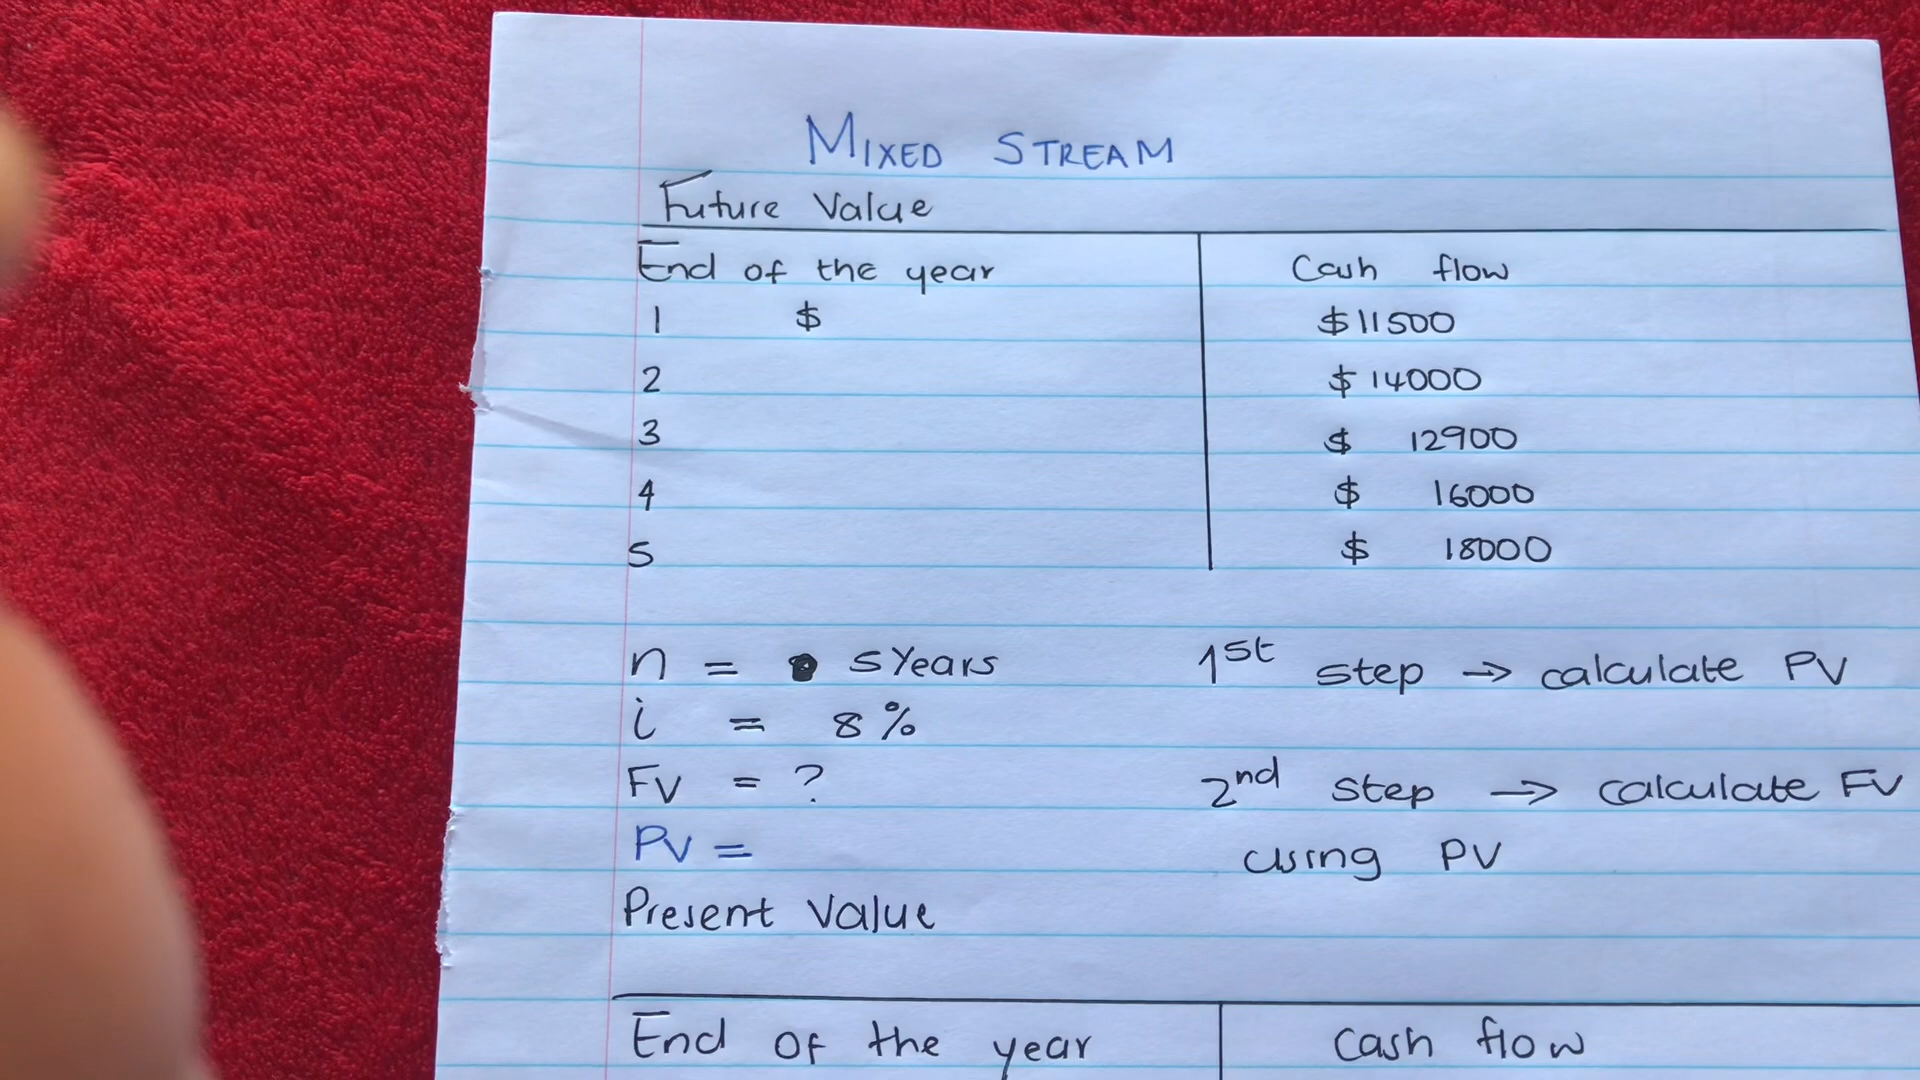 MIXED STREAM
Future Value
End of the year Cash flow
1 $ $11500
2 $ 14000
3 $ 12900
4 $ 16000
5 $ 18000
n = 5 Years 1st step → calculate PV
i = 8%
FV = ? 2nd step → calculate FV
PV = using PV
Present Value
End of the year Cash flow